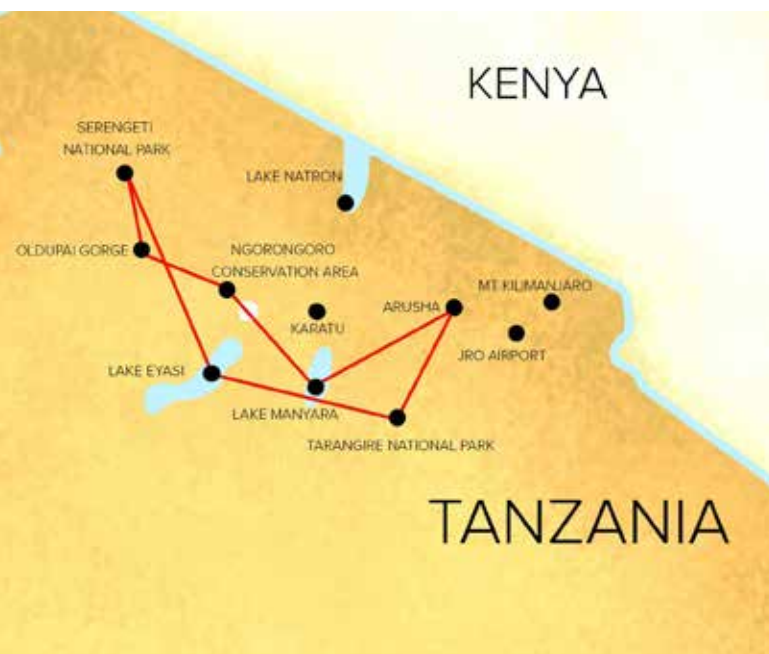 KENYA
SERENGETI
NATIONAL PARK
LAKE NATRON
OLDUPAI GORGE
NGORONGORO
CONSERVATION AREA
MT KILIMANJARO
ARUSHA
KARATU
JRO AIRPORT
LAKE EYASI
LAKE MANYARA
TARANGIRE NATIONAL PARK
TANZANIA